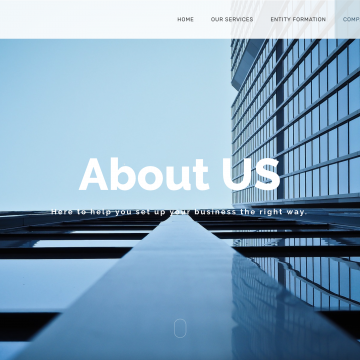 HOME OUR SERVICES ENTITY FORMATION COMP
About US
Here to help you set up your business the right way.